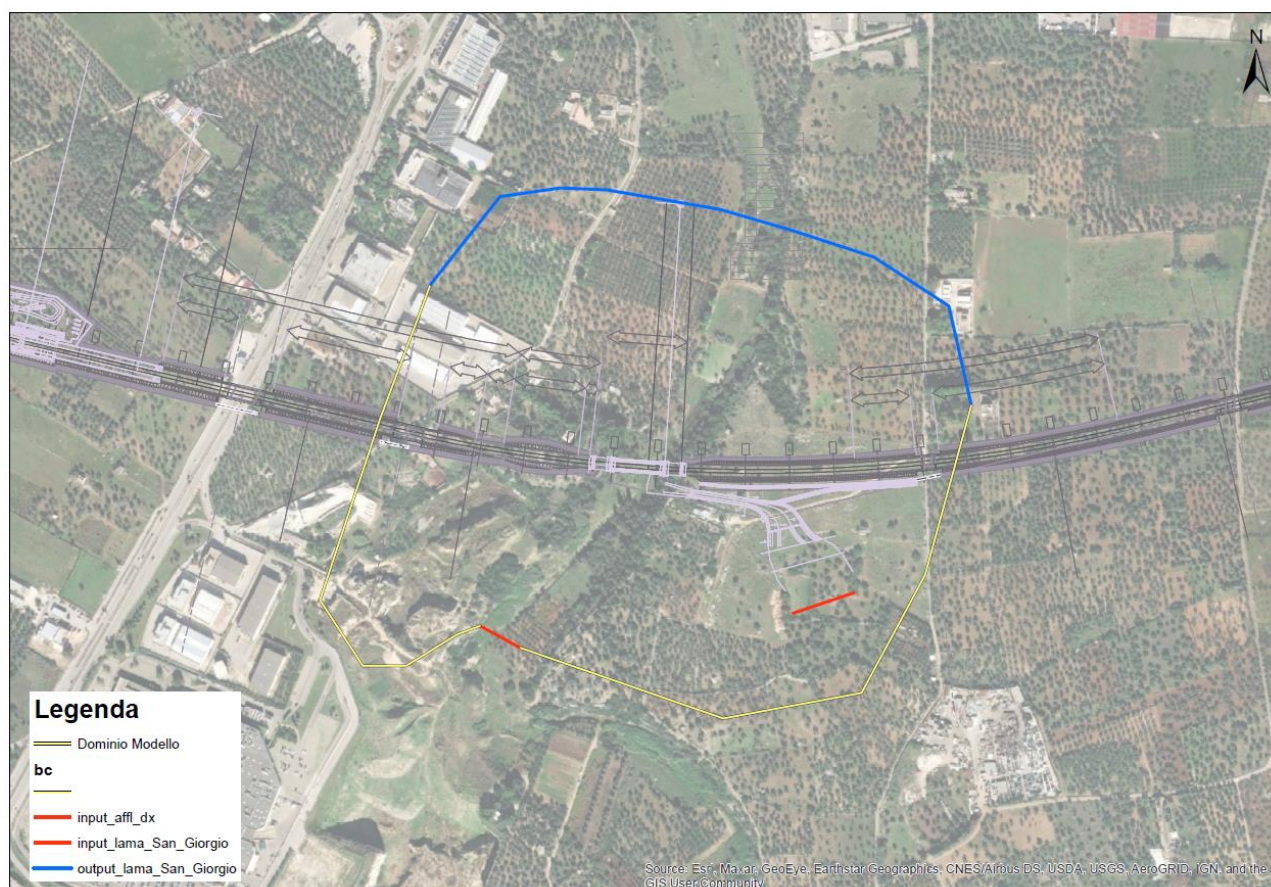 N
Legenda
Dominio Modello
bc
input_affl_dx
input_lama_San_Giorgio
output_lama_San_Giorgio
Source: Esri, Maxar, GeoEye, Earthstar Geographics, CNES/Airbus DS, USDA, USGS, AeroGRID, IGN, and the
GIS User Community